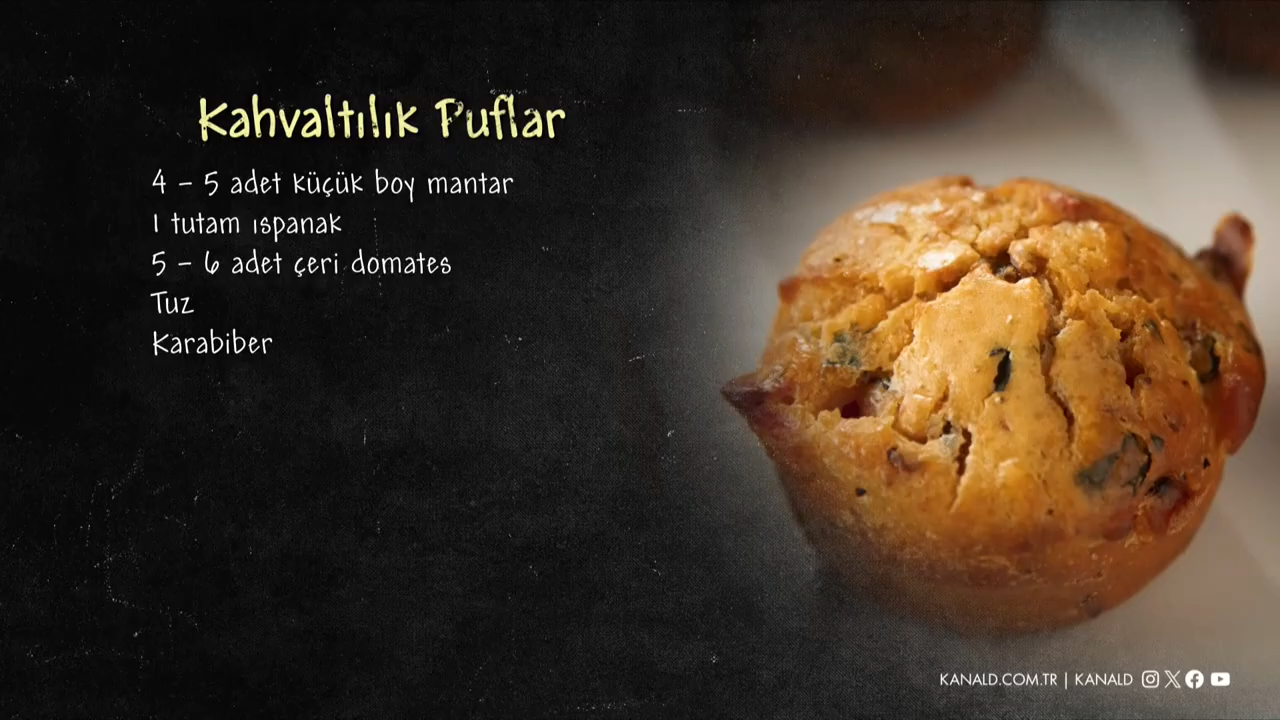 Kahvaltılık Puflar
4 – 5 adet küçük boy mantar
1 tutam ıspanak
5 – 6 adet çeri domates
Tuz
Karabiber
KANALD.COM.TR | KANALD